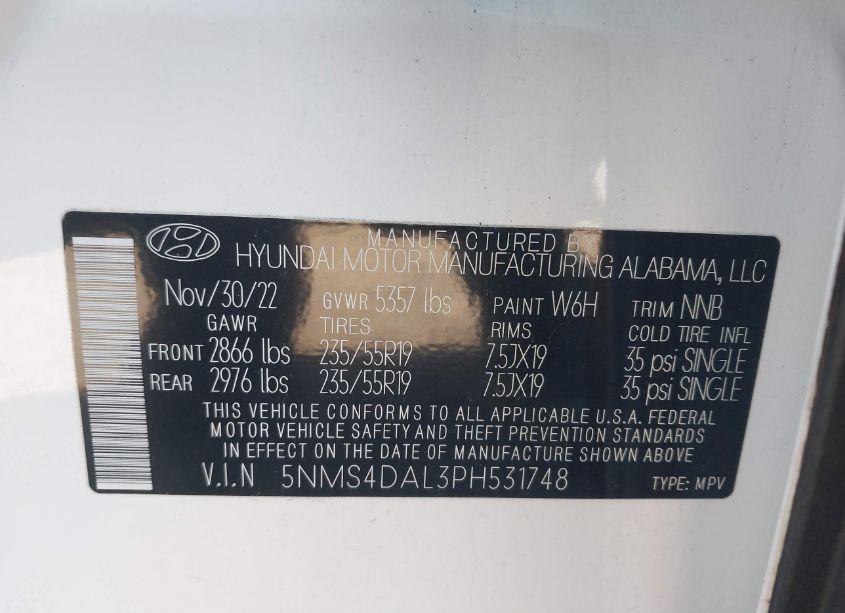 MANUFACTURED B
HYUNDAI MOTOR MANUFACTURING ALABAMA, LLC
Nov/30/22 GVWR 5357 lbs PAINT W6H TRIM NNB
GAWR TIRES RIMS COLD TIRE INFL
FRONT 2866 lbs 235/55R19 7.5JX19 35 psi SINGLE
REAR 2976 lbs 235/55R19 7.5JX19 35 psi SINGLE
THIS VEHICLE CONFORMS TO ALL APPLICABLE U.S.A. FEDERAL
MOTOR VEHICLE SAFETY AND THEFT PREVENTION STANDARDS
IN EFFECT ON THE DATE OF MANUFACTURE SHOWN ABOVE
V.I.N 5NMS4DAL3PH531748 TYPE: MPV